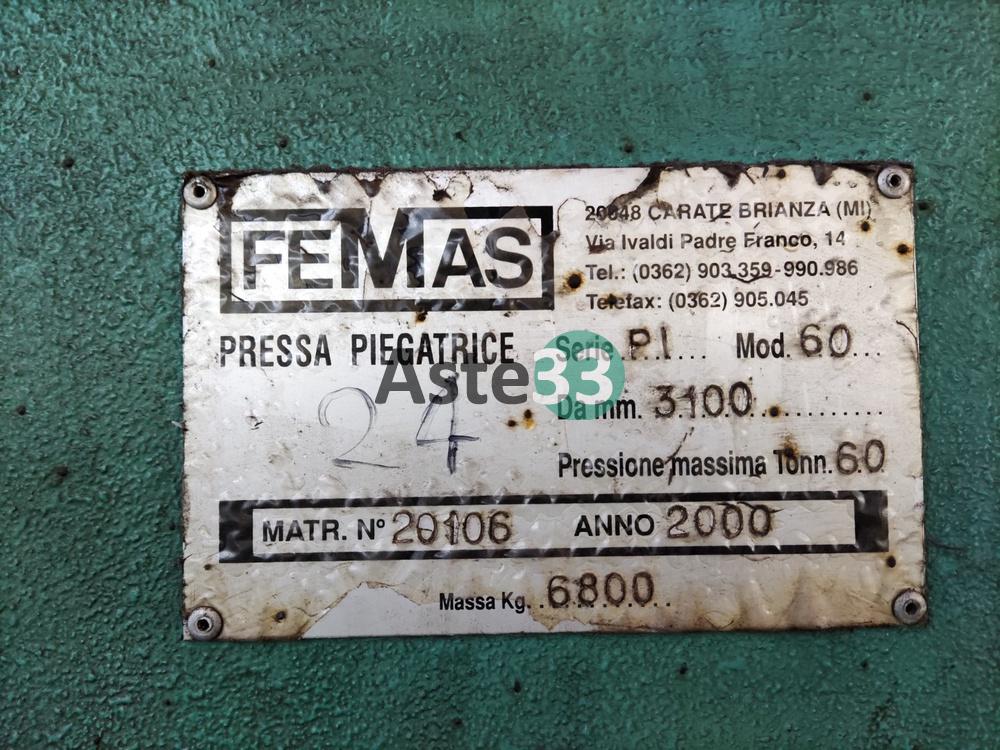 FEMAS
20048 CARATE BRIANZA (MI)
Via Ivaldi Padre Franco, 14
Tel.: (0362) 903.359-990.986
Telefax: (0362) 905.045
PRESSA PIEGATRICE
Serie P.I... Mod. 60...
Da mm. 3100............
24
Pressione massima Tonn. 60
MATR. N° 20106 ANNO 2000
Massa Kg. 6800
Aste33